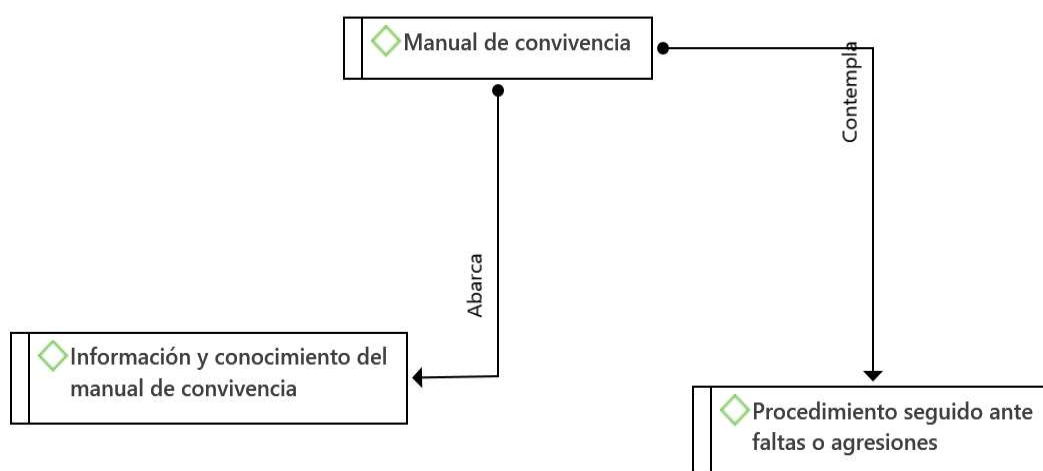 Manual de convivencia
Contempla
Abarca
Información y conocimiento del
manual de convivencia
Procedimiento seguido ante
faltas o agresiones